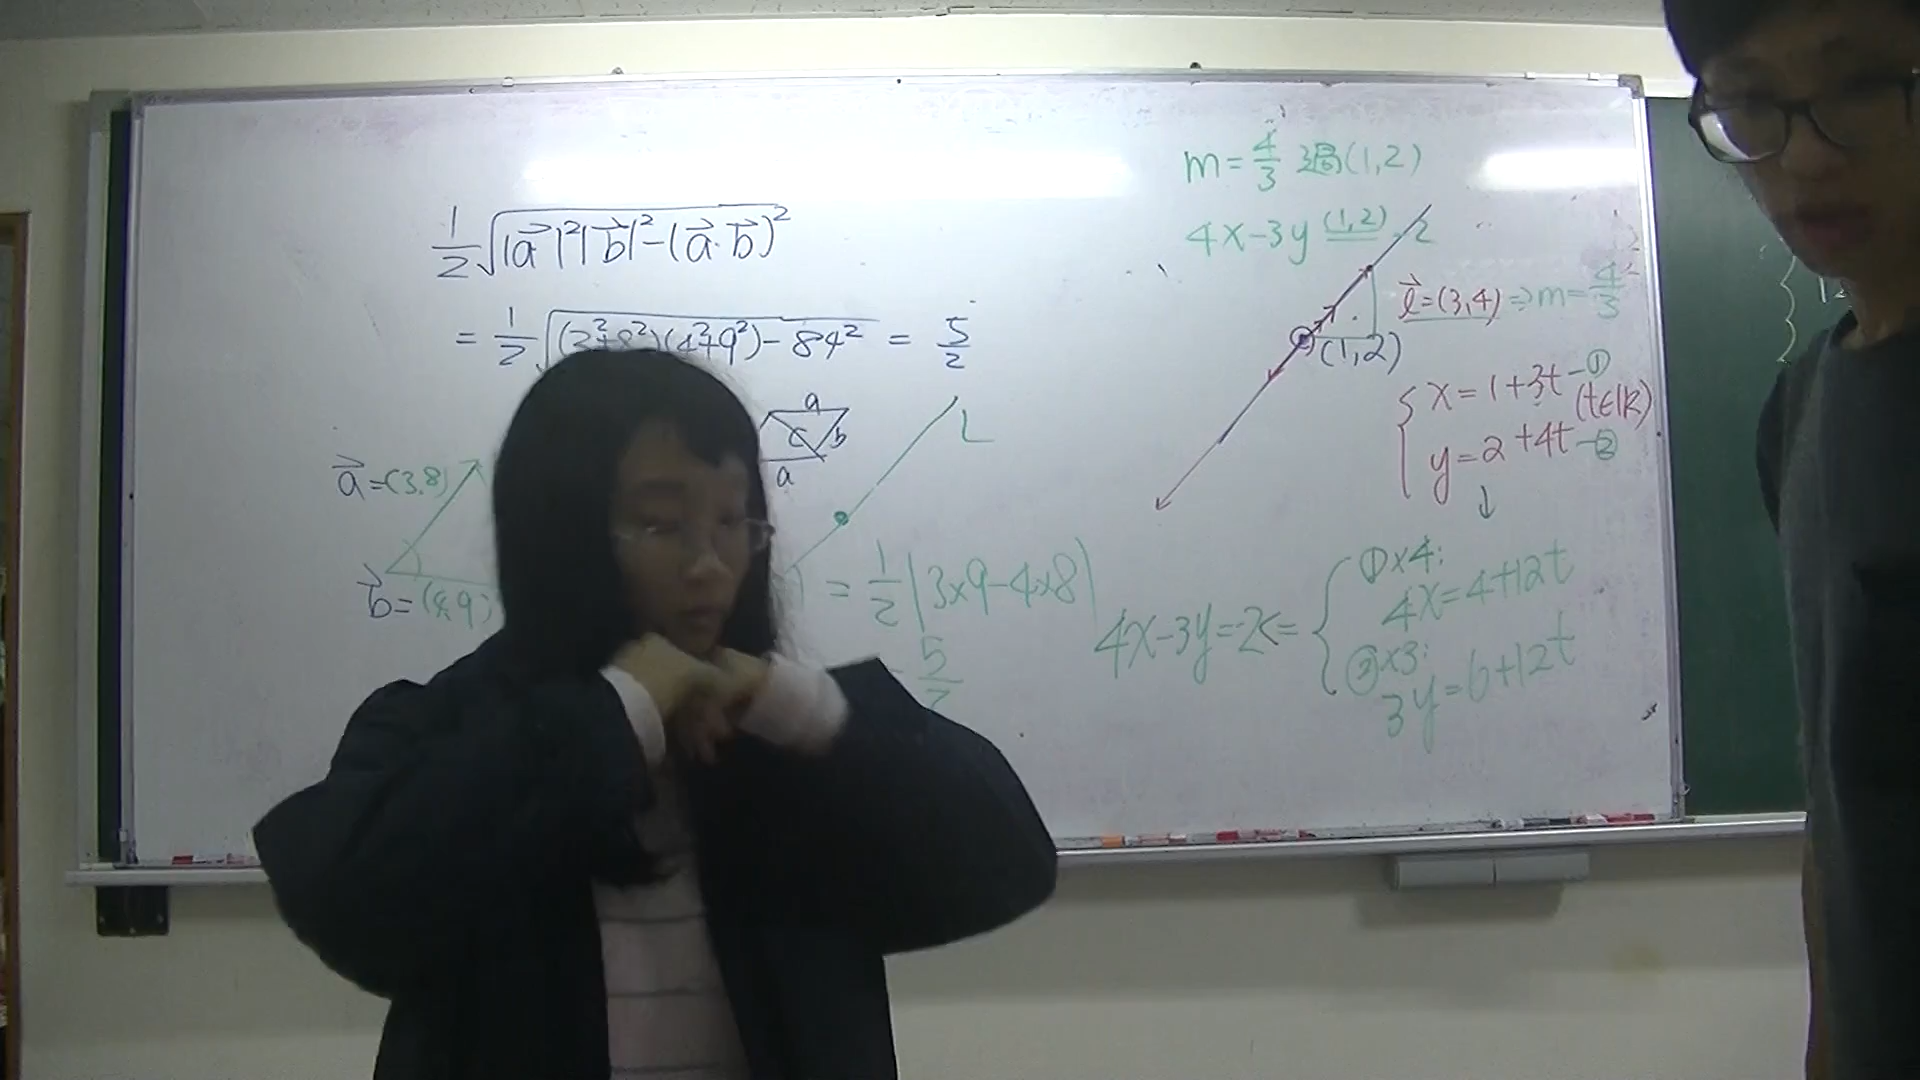 1/2 √(|a⃗|²|b⃗|²-(a⃗·b⃗)²)
= 1/2 √((3²+8²)(4²+9²)-84²) = 5/2
a⃗=(3,8)
b⃗=(4,9)
a
c b
a
L
= 1/2 |3×9-4×8|
5/2
m=4/3 過(1,2)
4x-3y (1,2)
L
l⃗=(3,4) ⇒ m=4/3
(1,2)
x=1+3t -①
(t∈R)
y=2+4t -②
↓
①×4:
4x=4+12t
②×3:
3y=6+12t
4x-3y=-2⇐